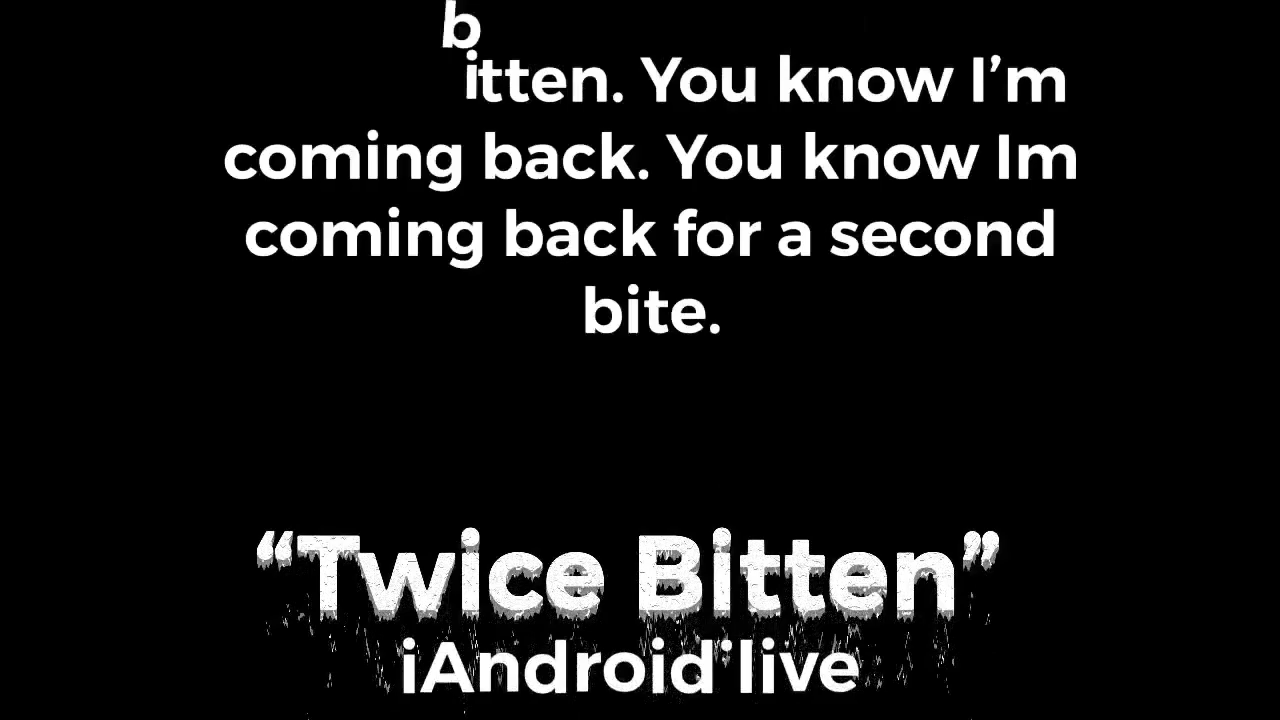 bitten. You know I’m
coming back. You know Im
coming back for a second
bite.
“Twice Bitten”
iAndroid'live